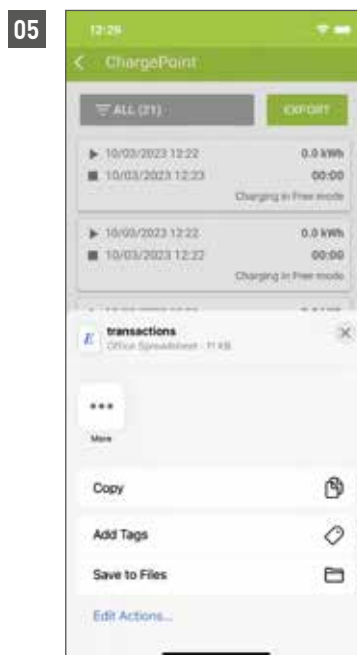 05
12:29
ChargePoint
ALL (21)
EXPORT
10/03/2023 12:22 0.0 kWh
10/03/2023 12:23 00:00
Charging in Free mode
10/03/2023 12:22 0.0 kWh
10/03/2023 12:22 00:00
Charging in Free mode
transactions
Office Spreadsheet · 11 KB
More
Copy
Add Tags
Save to Files
Edit Actions...